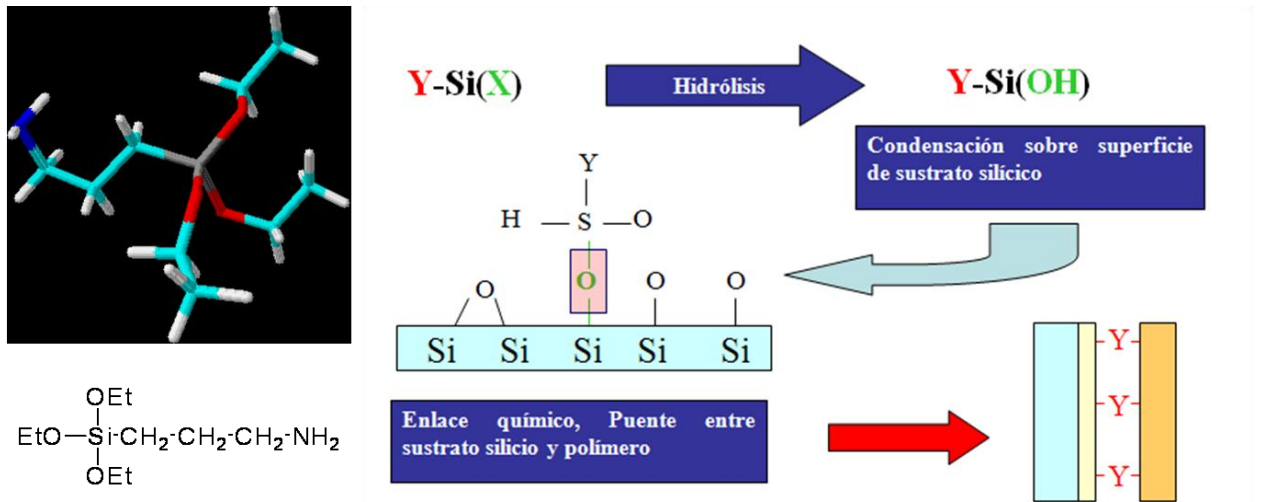 Y-Si(X)
Hidrólisis
Y-Si(OH)
Condensación sobre superficie
de sustrato silícico
Y
H — S — O
O O O O
Si Si Si Si Si
Enlace químico, Puente entre
sustrato silicio y polímero
-Y-
-Y-
-Y-
OEt
EtO—Si-CH2-CH2-CH2-NH2
OEt